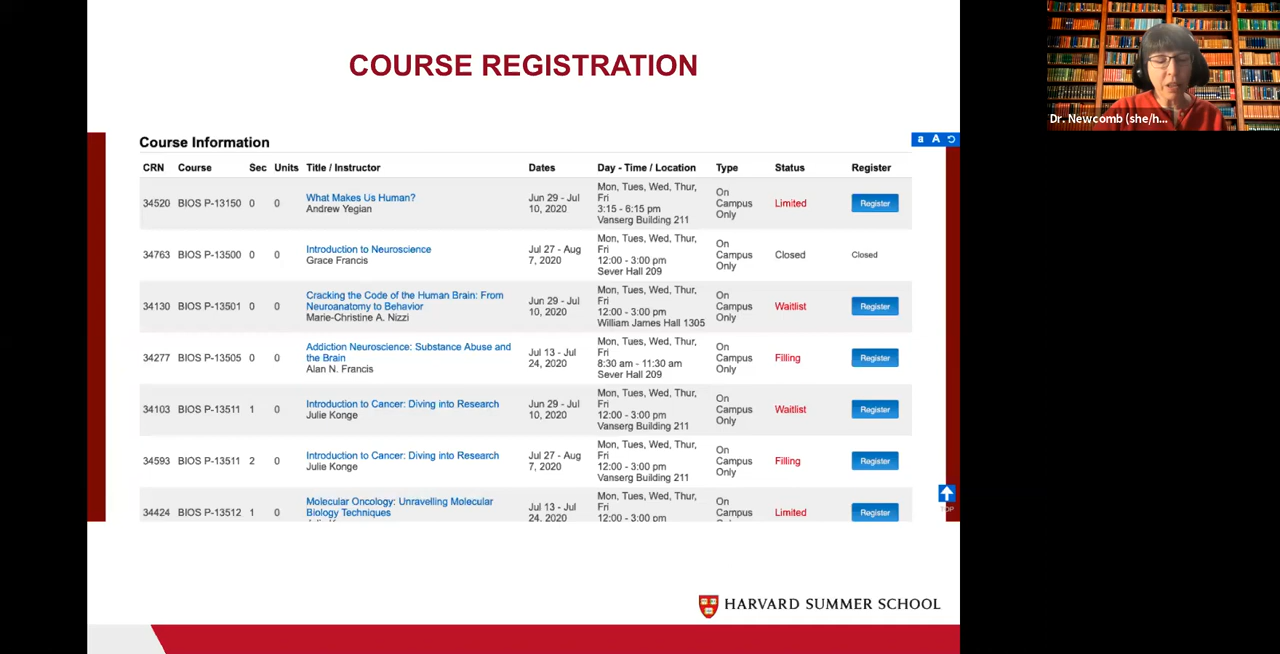 COURSE REGISTRATION
Dr. Newcomb (she/h...
Course Information
a A
CRN Course Sec Units Title / Instructor Dates Day - Time / Location Type Status Register
34520 BIOS P-13150 0 0 What Makes Us Human? Andrew Yegian Jun 29 - Jul 10, 2020 Mon, Tues, Wed, Thur, Fri 3:15 - 6:15 pm Vanserg Building 211 On Campus Only Limited Register
34763 BIOS P-13500 0 0 Introduction to Neuroscience Grace Francis Jul 27 - Aug 7, 2020 Mon, Tues, Wed, Thur, Fri 12:00 - 3:00 pm Sever Hall 209 On Campus Only Closed Closed
34130 BIOS P-13501 0 0 Cracking the Code of the Human Brain: From Neuroanatomy to Behavior Marie-Christine A. Nizzi Jun 29 - Jul 10, 2020 Mon, Tues, Wed, Thur, Fri 12:00 - 3:00 pm William James Hall 1305 On Campus Only Waitlist Register
34277 BIOS P-13505 0 0 Addiction Neuroscience: Substance Abuse and the Brain Alan N. Francis Jul 13 - Jul 24, 2020 Mon, Tues, Wed, Thur, Fri 8:30 am - 11:30 am Sever Hall 209 On Campus Only Filling Register
34103 BIOS P-13511 1 0 Introduction to Cancer: Diving into Research Julie Konge Jun 29 - Jul 10, 2020 Mon, Tues, Wed, Thur, Fri 12:00 - 3:00 pm Vanserg Building 211 On Campus Only Waitlist Register
34593 BIOS P-13511 2 0 Introduction to Cancer: Diving into Research Julie Konge Jul 27 - Aug 7, 2020 Mon, Tues, Wed, Thur, Fri 12:00 - 3:00 pm Vanserg Building 211 On Campus Only Filling Register
34424 BIOS P-13512 1 0 Molecular Oncology: Unravelling Molecular Biology Techniques Jul 13 - Jul 24, 2020 Mon, Tues, Wed, Thur, Fri 12:00 - 3:00 pm On Campus Limited Register
TOP
HARVARD SUMMER SCHOOL